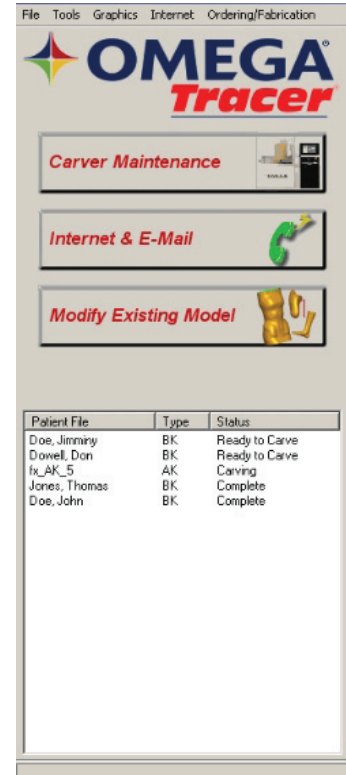 File Tools Graphics Internet Ordering/Fabrication
OMEGA
Tracer
Carver Maintenance
Internet & E-Mail
Modify Existing Model
Patient File Type Status
Doe, Jimminy BK Ready to Carve
Dowell, Don BK Ready to Carve
fx_AK_5 AK Carving
Jones, Thomas BK Complete
Doe, John BK Complete